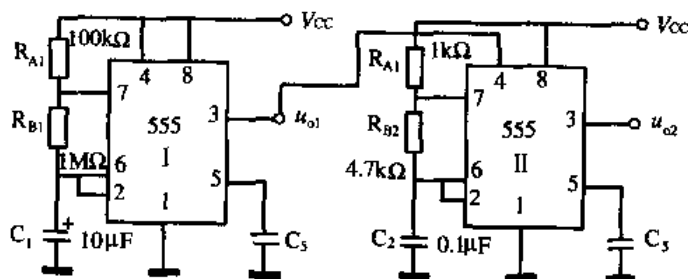 V_CC V_CC
R_A1 100kΩ 4 8 R_A1 1kΩ 4 8
7 7
R_B1 555 3 u_o1 R_B2 555 3 u_o2
1MΩ 6 I 4.7kΩ 6 II
2 5 2 5
1 1
C_1 + 10μF C_5 C_2 0.1μF C_3